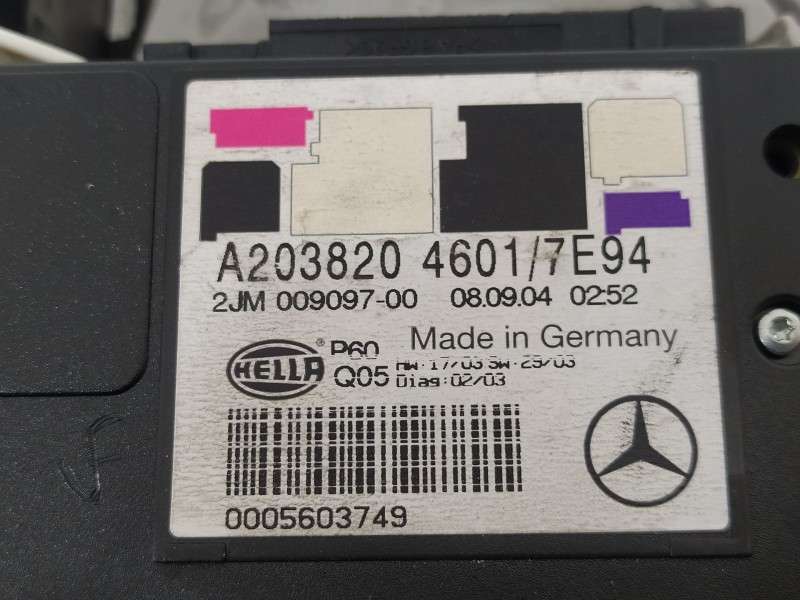 A203820 4601/7E94
2JM 009097-00 08.09.04 02:52
HELLA® P60 Made in Germany
Q05 HW:17/03 SW:29/03
Diag:02/03
0005603749